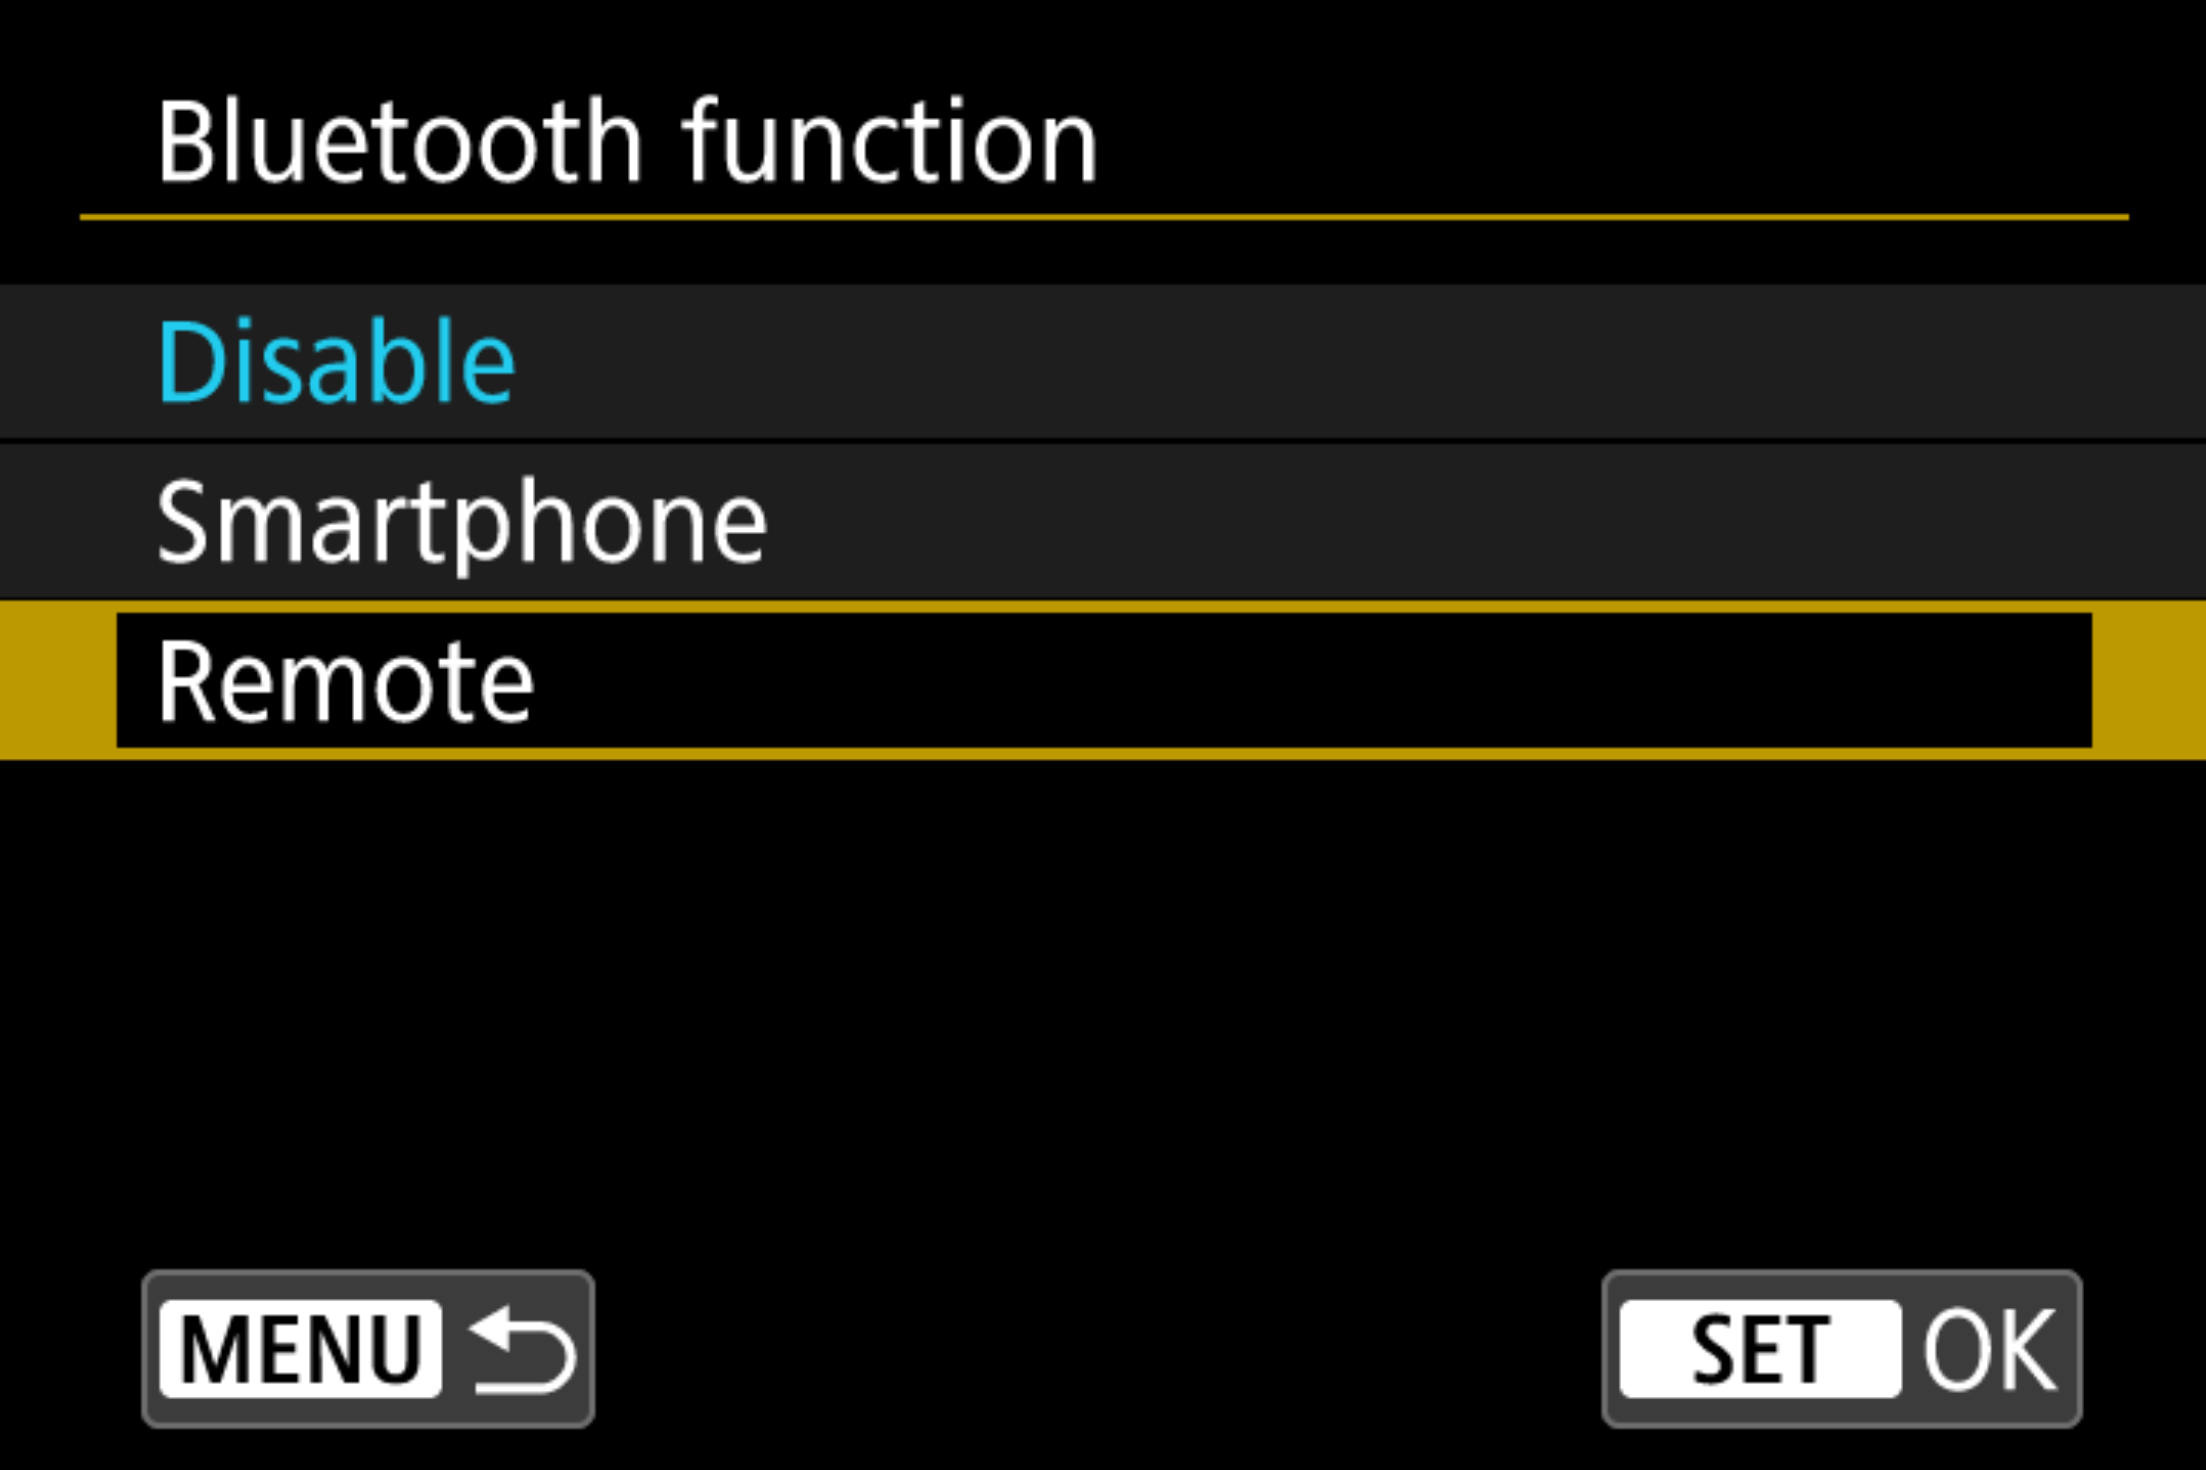 Bluetooth function
Disable
Smartphone
Remote
MENU
SET OK